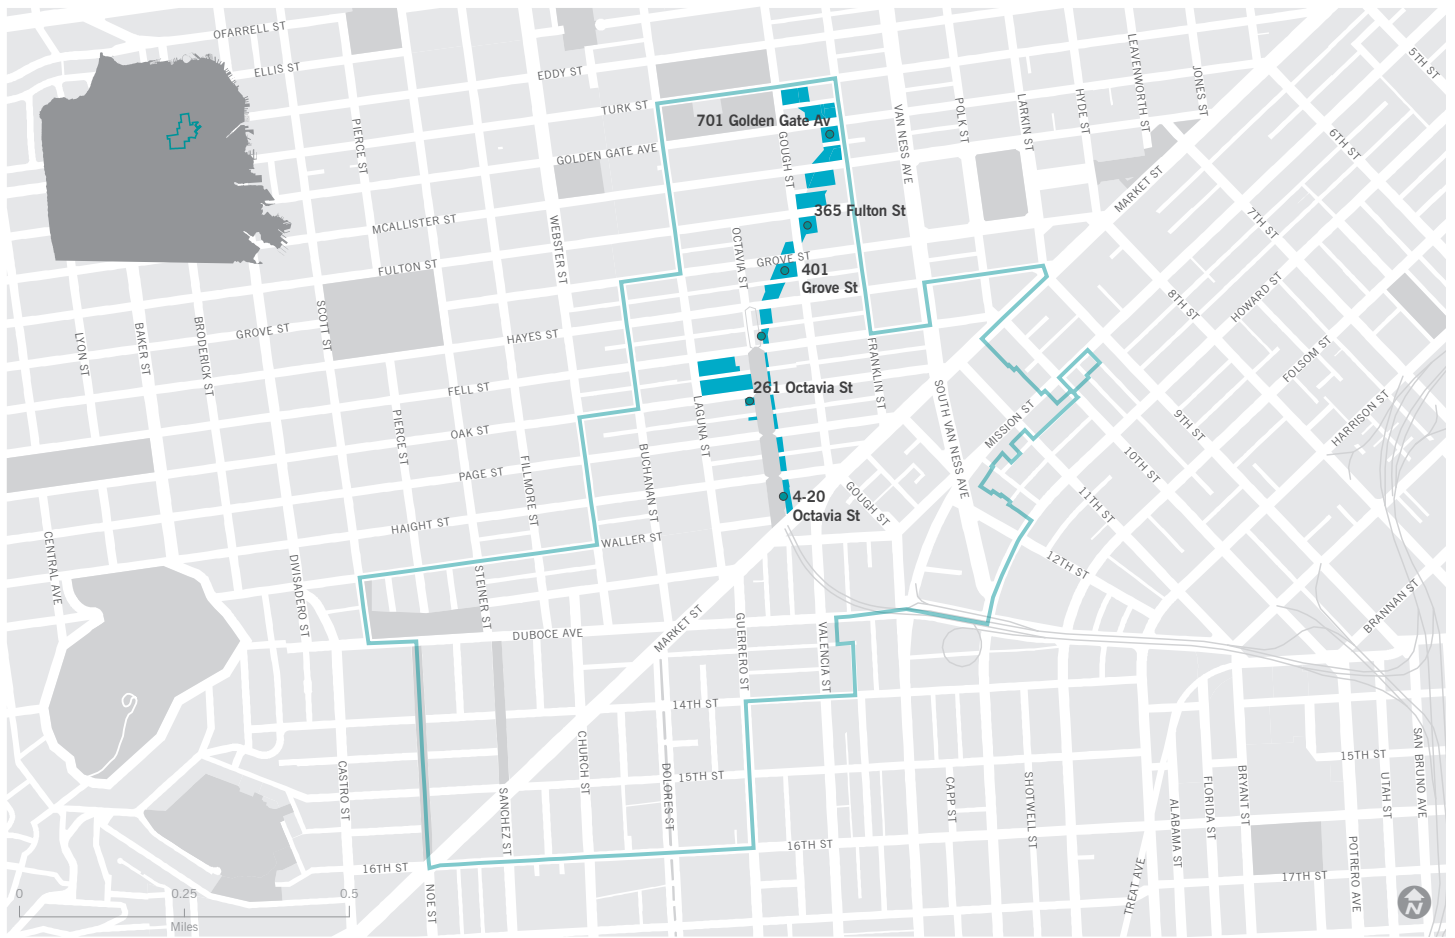 OFARRELL ST
ELLIS ST
EDDY ST
TURK ST
GOLDEN GATE AVE
MCALLISTER ST
FULTON ST
GROVE ST
HAYES ST
FELL ST
OAK ST
PAGE ST
HAIGHT ST
WALLER ST
DUBOCE AVE
PIERCE ST
WEBSTER ST
SCOTT ST
LYON ST
BAKER ST
BRODERICK ST
PIERCE ST
FILLMORE ST
CENTRAL AVE
DIVISADERO ST
STEINER ST
BUCHANAN ST
LAGUNA ST
OCTAVIA ST
GROVE ST
GOUGH ST
701 Golden Gate Av
365 Fulton St
401
Grove St
261 Octavia St
4-20
Octavia St
VAN NESS AVE
POLK ST
LARKIN ST
HYDE ST
LEAVENWORTH ST
JONES ST
5TH ST
6TH ST
7TH ST
8TH ST
9TH ST
10TH ST
11TH ST
12TH ST
MARKET ST
HOWARD ST
FOLSOM ST
HARRISON ST
BRANNAN ST
MISSION ST
FRANKLIN ST
SOUTH VAN NESS AVE
GOUGH ST
MARKET ST
GUERRERO ST
VALENCIA ST
14TH ST
15TH ST
16TH ST
16TH ST
CASTRO ST
NOE ST
SANCHEZ ST
CHURCH ST
DOLORES ST
CAPP ST
SHOTWELL ST
TREAT AVE
ALABAMA ST
FLORIDA ST
BRYANT ST
15TH ST
17TH ST
POTRERO AVE
UTAH ST
SAN BRUNO AVE
0
0.25
0.5
Miles
N